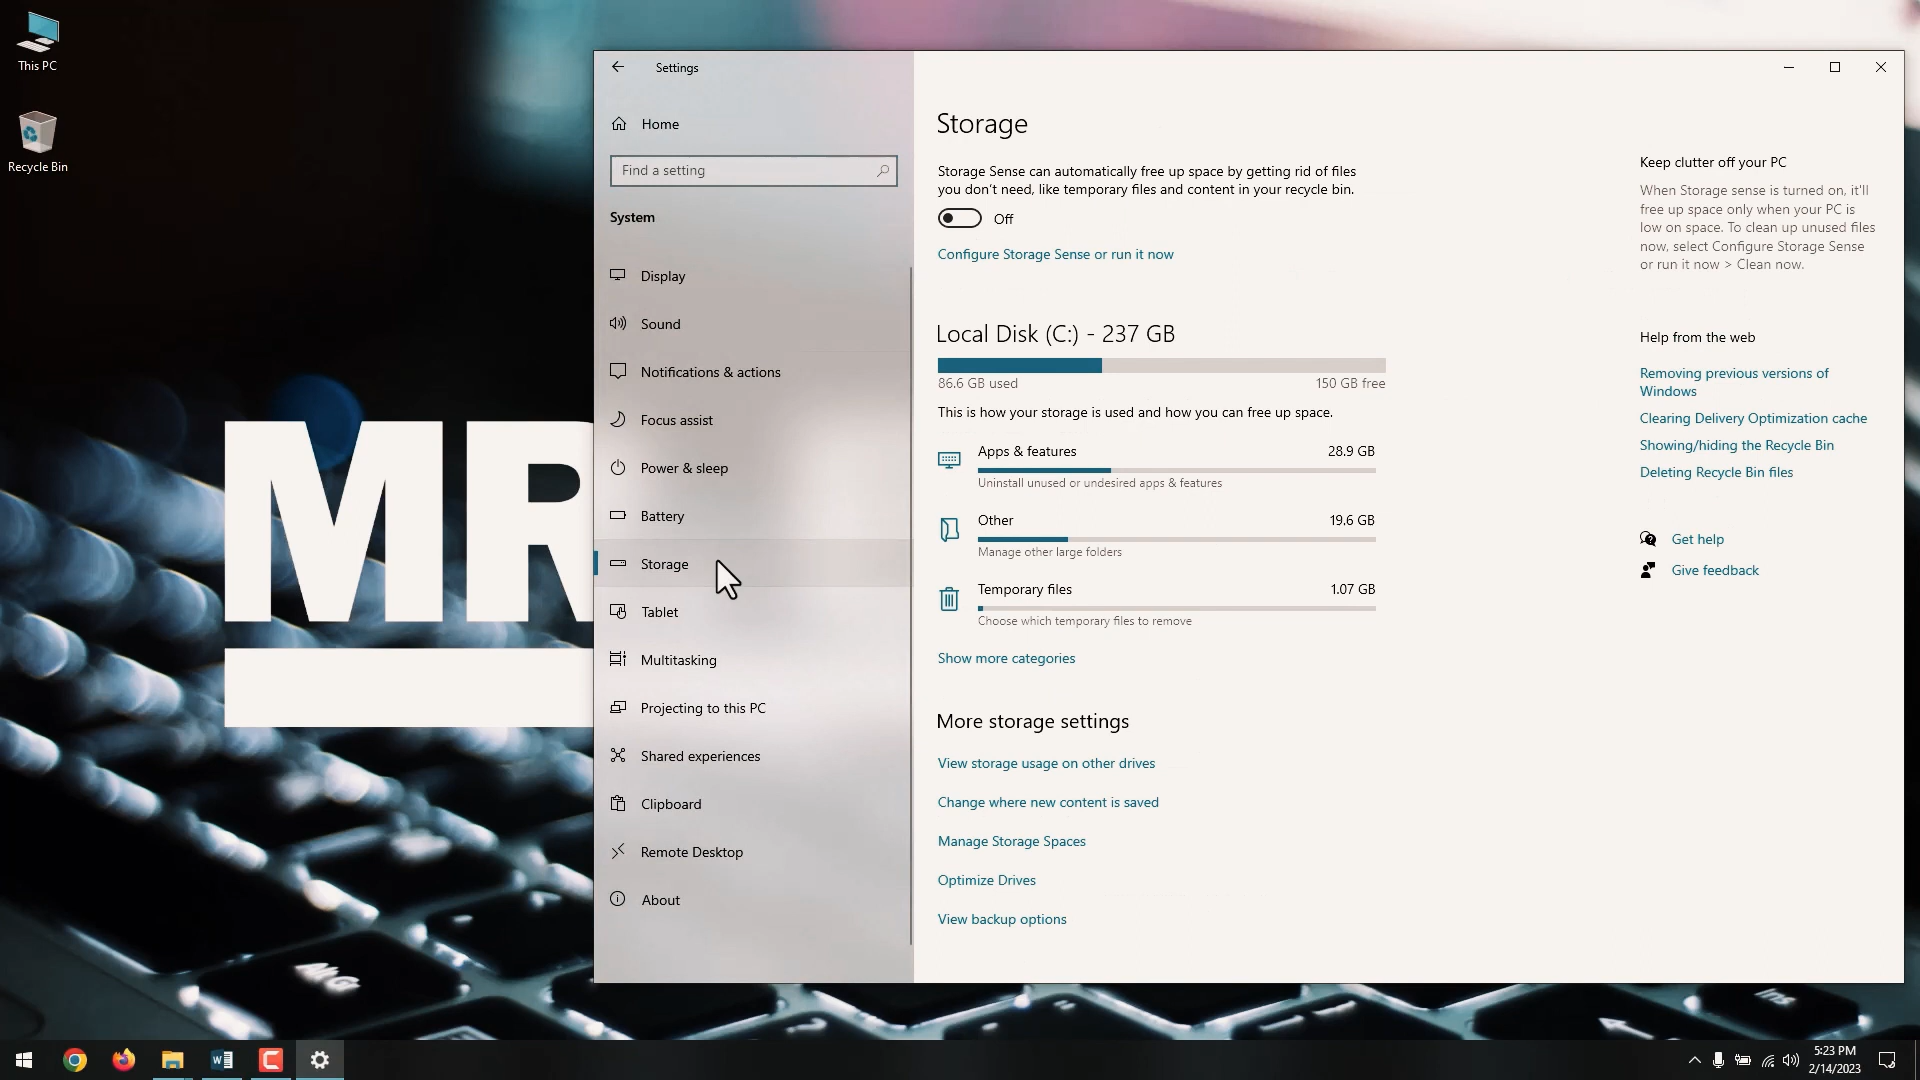 This PC
Recycle Bin
MR
Settings
Home
Find a setting
System
Display
Sound
Notifications & actions
Focus assist
Power & sleep
Battery
Storage
Tablet
Multitasking
Projecting to this PC
Shared experiences
Clipboard
Remote Desktop
About
Storage
Storage Sense can automatically free up space by getting rid of files
you don't need, like temporary files and content in your recycle bin.
Off
Configure Storage Sense or run it now
Local Disk (C:) - 237 GB
86.6 GB used 150 GB free
This is how your storage is used and how you can free up space.
Apps & features 28.9 GB
Uninstall unused or undesired apps & features
Other 19.6 GB
Manage other large folders
Temporary files 1.07 GB
Choose which temporary files to remove
Show more categories
More storage settings
View storage usage on other drives
Change where new content is saved
Manage Storage Spaces
Optimize Drives
View backup options
Keep clutter off your PC
When Storage sense is turned on, it'll
free up space only when your PC is
low on space. To clean up unused files
now, select Configure Storage Sense
or run it now > Clean now.
Help from the web
Removing previous versions of
Windows
Clearing Delivery Optimization cache
Showing/hiding the Recycle Bin
Deleting Recycle Bin files
Get help
Give feedback
Alt Gr
Ins
5:23 PM
2/14/2023